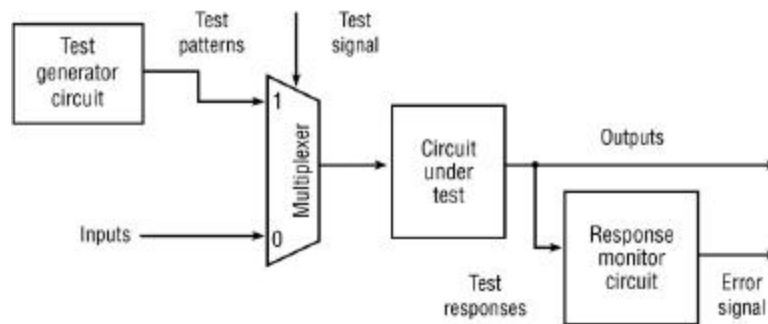 Test
generator
circuit
Test
patterns
Test
signal
1
Multiplexer
0
Inputs
Circuit
under
test
Outputs
Test
responses
Response
monitor
circuit
Error
signal